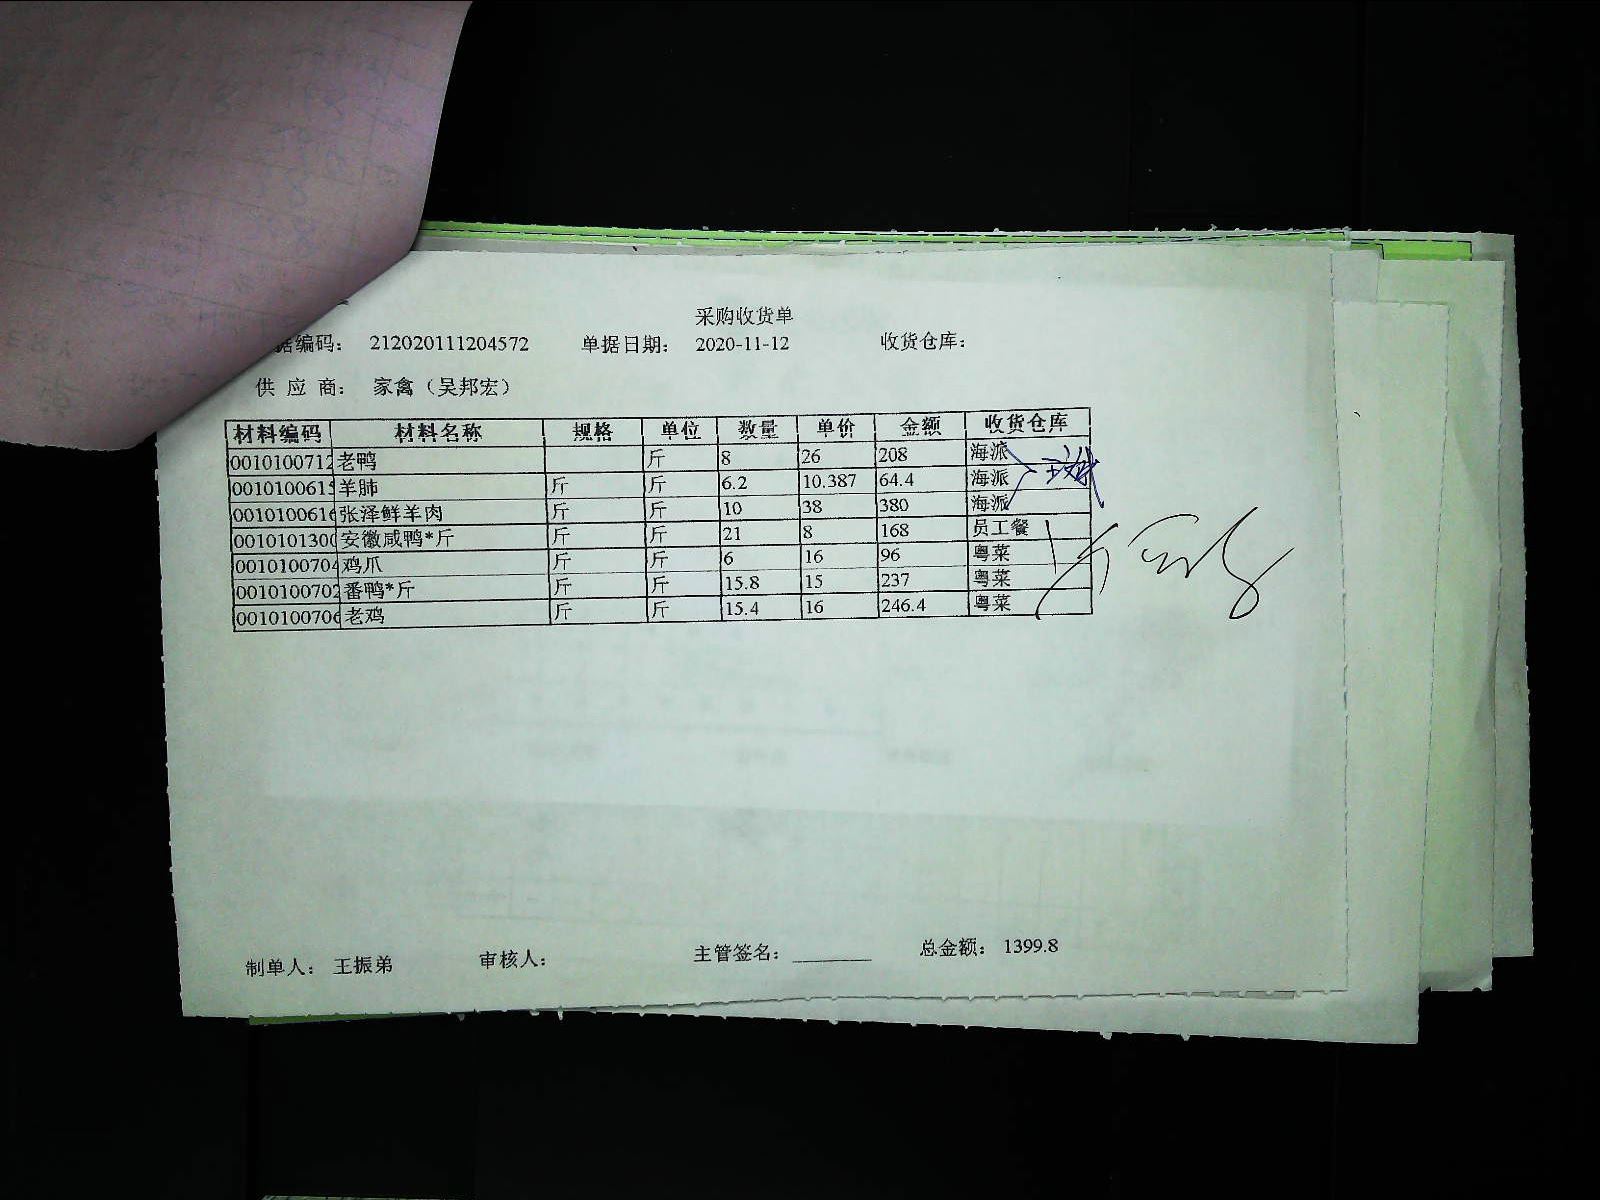 采购收货单
据编码： 212020111204572 单据日期： 2020-11-12 收货仓库：
供 应 商： 家禽（吴邦宏）
材料编码 材料名称 规格 单位 数量 单价 金额 收货仓库
0010100712 老鸭 斤 8 26 208 海派
0010100615 羊肺 斤 斤 6.2 10.387 64.4 海派
0010100616 张泽鲜羊肉 斤 斤 10 38 380 海派
0010101300 安徽咸鸭*斤 斤 斤 21 8 168 员工餐
0010100704 鸡爪 斤 斤 6 16 96 粤菜
0010100702 番鸭*斤 斤 斤 15.8 15 237 粤菜
0010100706 老鸡 斤 斤 15.4 16 246.4 粤菜
制单人： 王振弟 审核人： 主管签名： 总金额： 1399.8